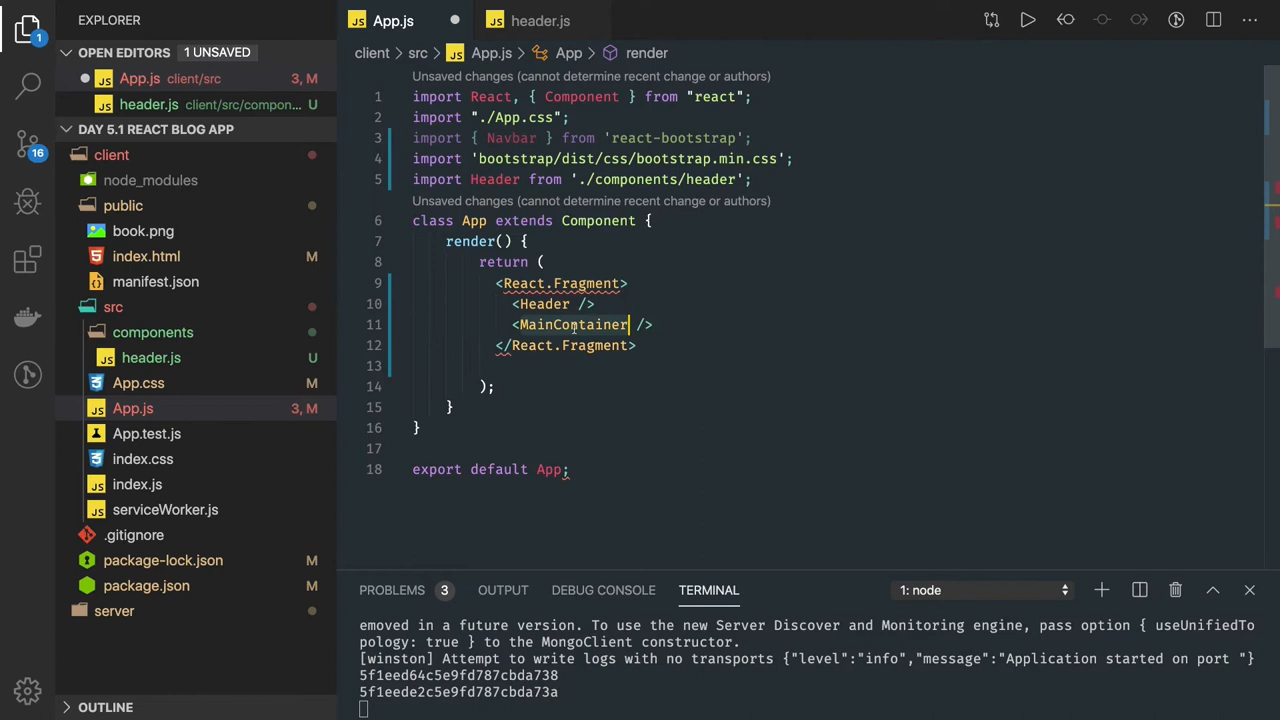 EXPLORER
OPEN EDITORS 1 UNSAVED
App.js client/src 3, M
header.js client/src/compon... U
DAY 5.1 REACT BLOG APP
client
node_modules
public
book.png
index.html M
manifest.json
src
components
header.js U
App.css M
App.js 3, M
App.test.js
index.css
index.js
serviceWorker.js
.gitignore
package-lock.json M
package.json M
server
OUTLINE
1
16
App.js
header.js
client > src > App.js > App > render
Unsaved changes (cannot determine recent change or authors)
1 import React, { Component } from "react";
2 import "./App.css";
3 import { Navbar } from 'react-bootstrap';
4 import 'bootstrap/dist/css/bootstrap.min.css';
5 import Header from './components/header';
Unsaved changes (cannot determine recent change or authors)
6 class App extends Component {
7 render() {
8 return (
9 <React.Fragment>
10 <Header />
11 <MainContainer />
12 </React.Fragment>
13
14 );
15 }
16 }
17
18 export default App;
PROBLEMS 3 OUTPUT DEBUG CONSOLE TERMINAL 1: node
emoved in a future version. To use the new Server Discover and Monitoring engine, pass option { useUnifiedTo
pology: true } to the MongoClient constructor.
[winston] Attempt to write logs with no transports {"level":"info","message":"Application started on port "}
5f1eed64c5e9fd787cbda738
5f1eede2c5e9fd787cbda73a